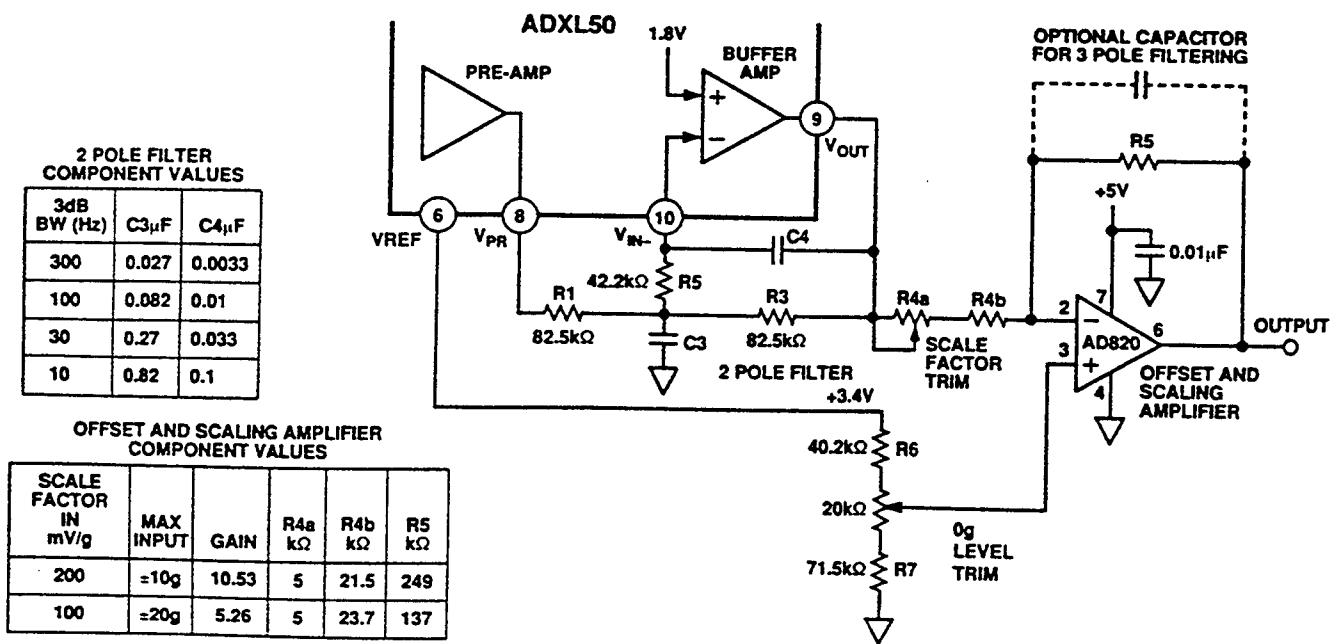 ADXL50
1.8V
PRE-AMP
BUFFER
AMP
+
−
9
VOUT
6
8
10
VREF
VPR
VIN−
OPTIONAL CAPACITOR
FOR 3 POLE FILTERING
R5
+5V
0.01μF
C4
42.2kΩ
R5
R1
82.5kΩ
C3
R3
82.5kΩ
R4a
R4b
SCALE
FACTOR
TRIM
2 POLE FILTER
2
−
7
3
+
AD820
6
4
OUTPUT
OFFSET AND
SCALING
AMPLIFIER
+3.4V
40.2kΩ
R6
20kΩ
0g
LEVEL
TRIM
71.5kΩ
R7
2 POLE FILTER
COMPONENT VALUES
3dB
BW (Hz) C3μF C4μF
300 0.027 0.0033
100 0.082 0.01
30 0.27 0.033
10 0.82 0.1
OFFSET AND SCALING AMPLIFIER
COMPONENT VALUES
SCALE
FACTOR
IN
mV/g
MAX
INPUT
GAIN
R4a
kΩ
R4b
kΩ
R5
kΩ
200 ±10g 10.53 5 21.5 249
100 ±20g 5.26 5 23.7 137